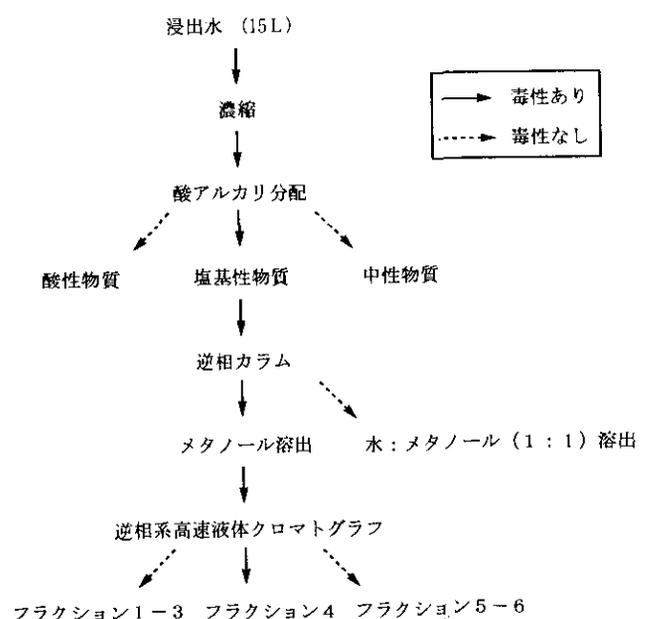 浸出水 (15L)
濃縮
毒性あり
毒性なし
酸アルカリ分配
酸性物質 塩基性物質 中性物質
逆相カラム
メタノール溶出 水:メタノール(1:1)溶出
逆相系高速液体クロマトグラフ
フラクション1-3 フラクション4 フラクション5-6